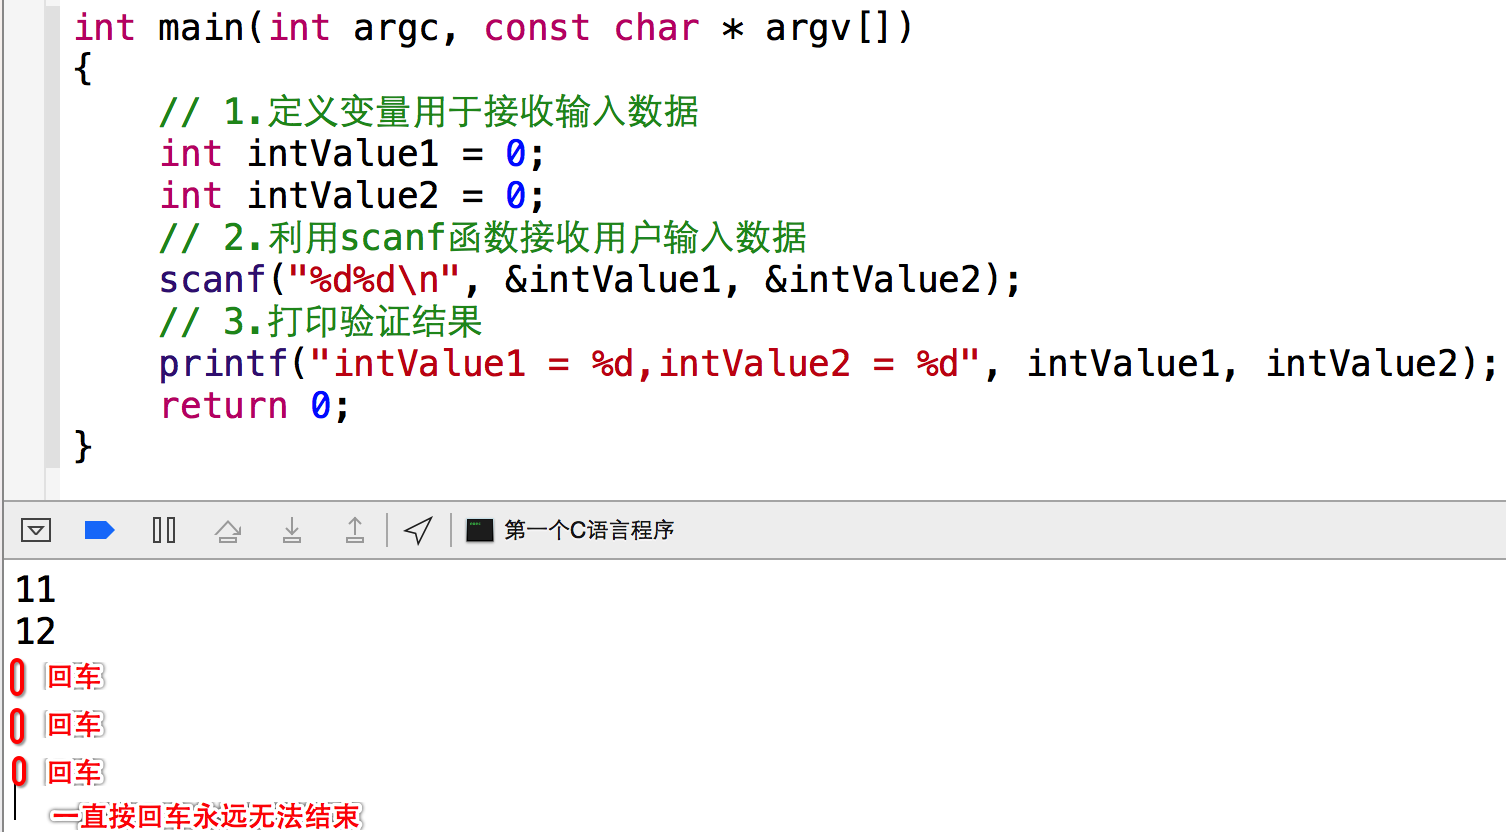 int main(int argc, const char * argv[])
{
    // 1.定义变量用于接收输入数据
    int intValue1 = 0;
    int intValue2 = 0;
    // 2.利用scanf函数接收用户输入数据
    scanf("%d%d\n", &intValue1, &intValue2);
    // 3.打印验证结果
    printf("intValue1 = %d,intValue2 = %d", intValue1, intValue2);
    return 0;
}
第一个C语言程序
11
12
回车
回车
回车
一直按回车永远无法结束